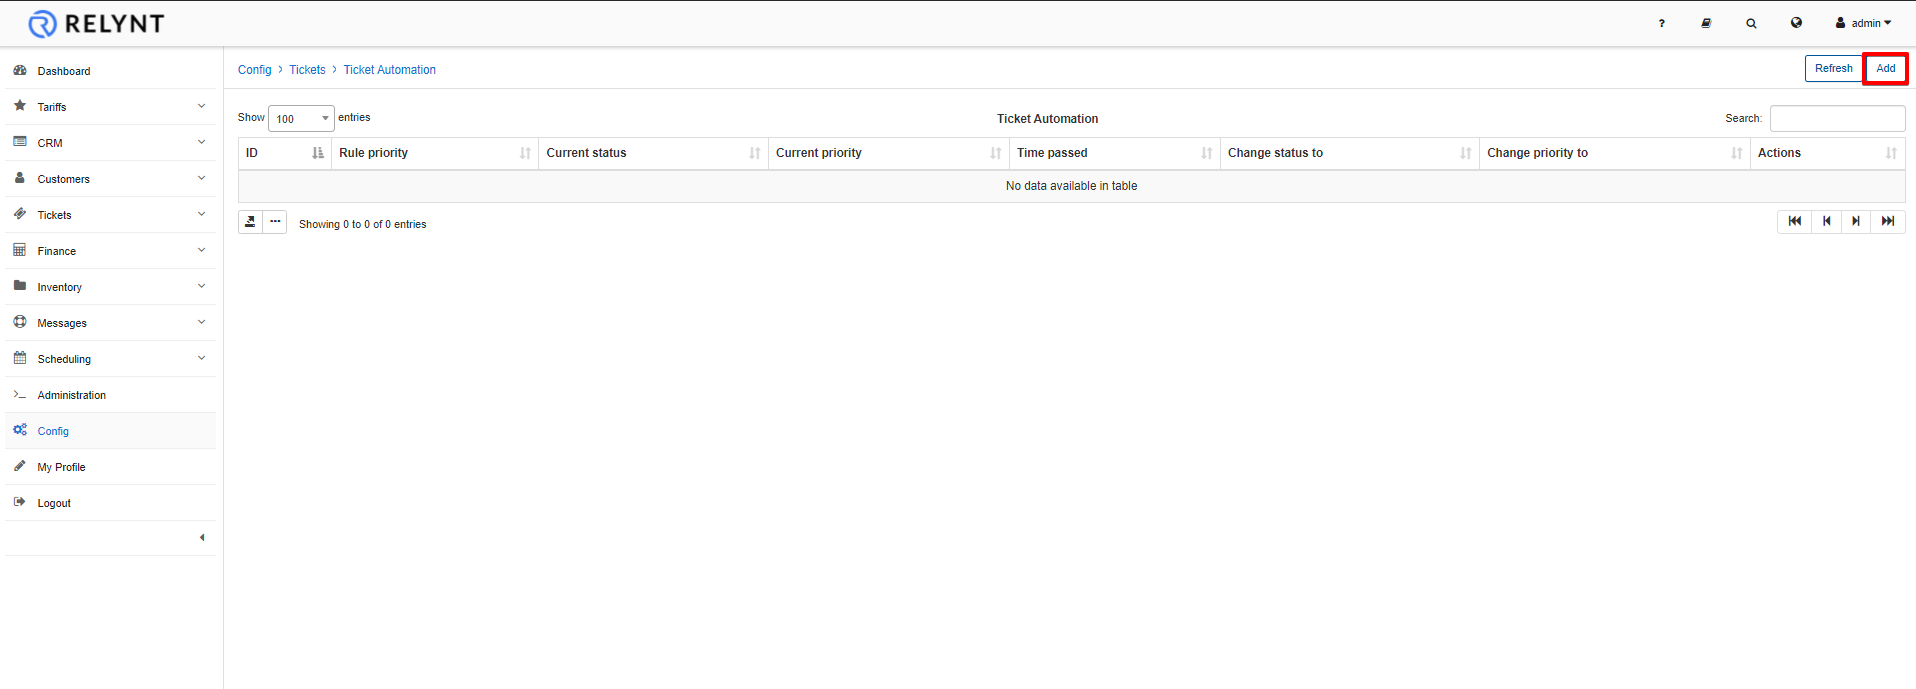 RELYNT
? admin
Dashboard
Tariffs
CRM
Customers
Tickets
Finance
Inventory
Messages
Scheduling
Administration
Config
My Profile
Logout
Config > Tickets > Ticket Automation
Refresh Add
Show 100 entries
Ticket Automation
Search:
ID Rule priority Current status Current priority Time passed Change status to Change priority to Actions
No data available in table
Showing 0 to 0 of 0 entries